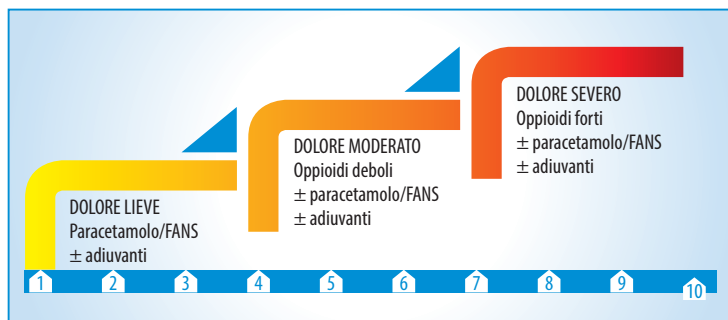 DOLORE SEVERO
Oppioidi forti
± paracetamolo/FANS
± adiuvanti
DOLORE MODERATO
Oppioidi deboli
± paracetamolo/FANS
± adiuvanti
DOLORE LIEVE
Paracetamolo/FANS
± adiuvanti
1 2 3 4 5 6 7 8 9 10